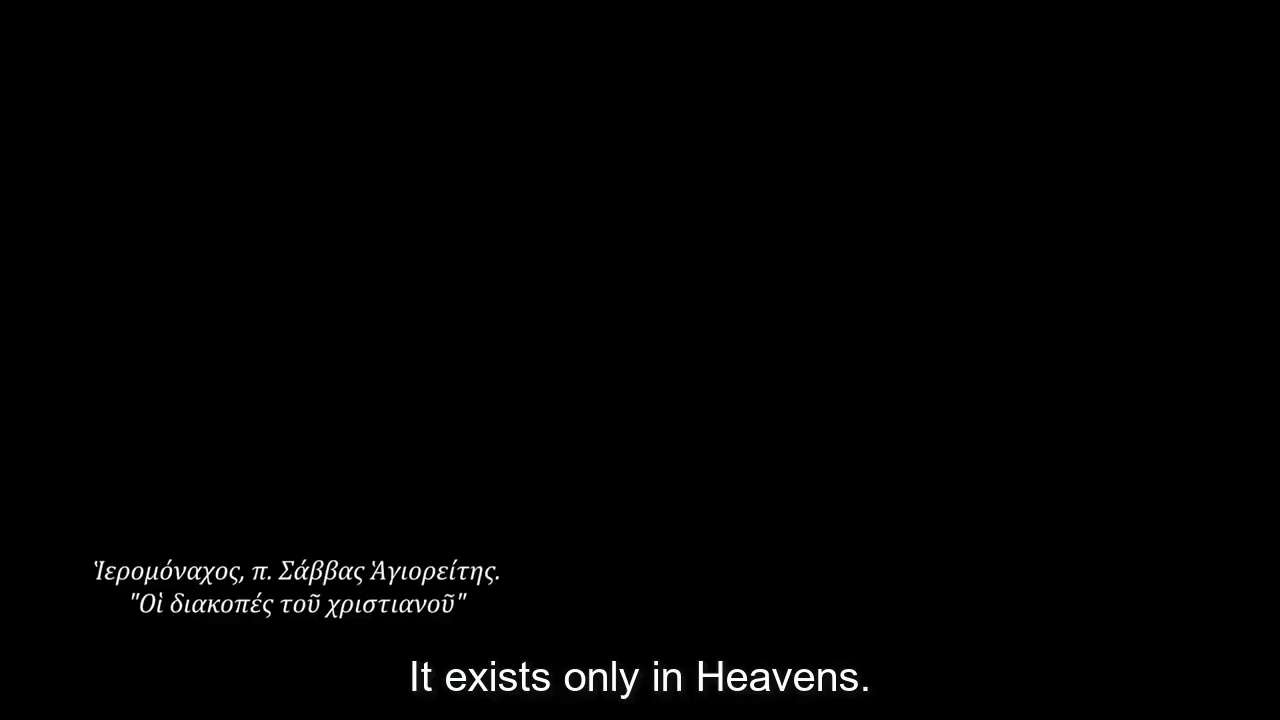 Ἱερομόναχος, π. Σάββας Ἁγιορείτης.
"Οἱ διακοπές τοῦ χριστιανοῦ"
It exists only in Heavens.